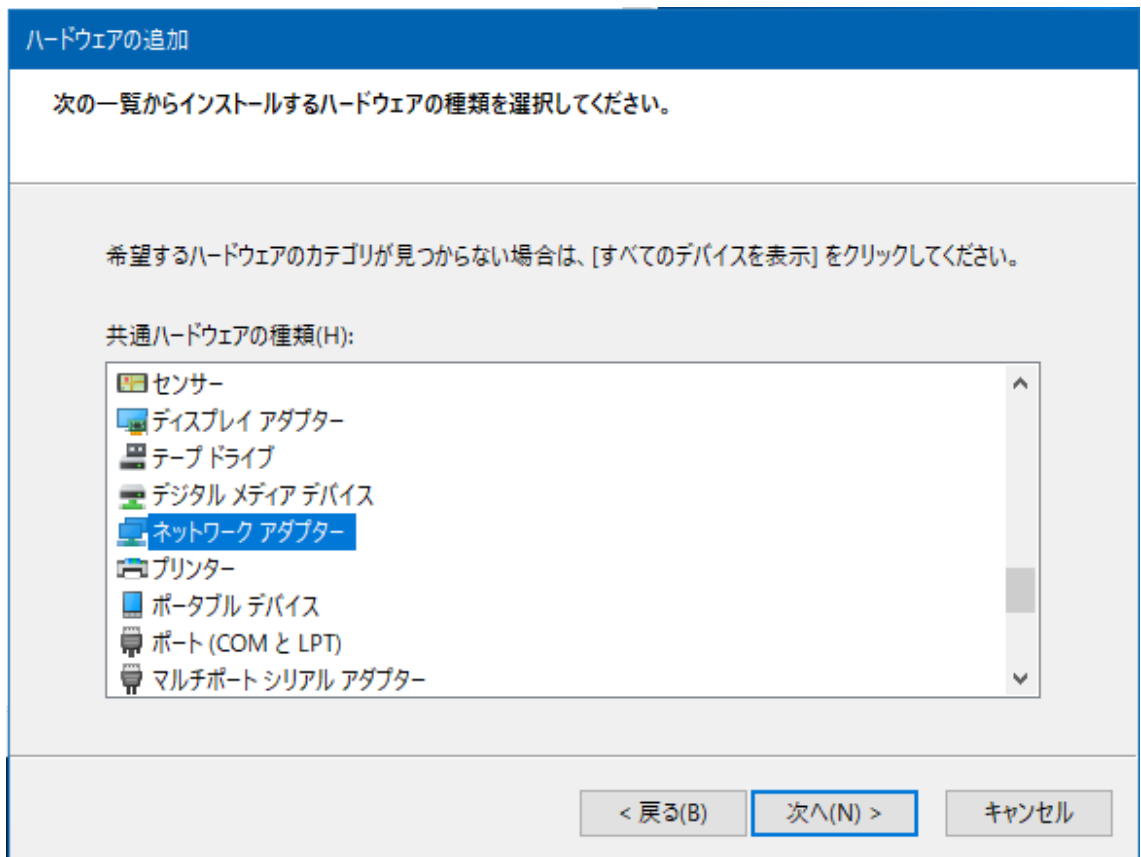 ハードウェアの追加
次の一覧からインストールするハードウェアの種類を選択してください。
希望するハードウェアのカテゴリが見つからない場合は、[すべてのデバイスを表示] をクリックしてください。
共通ハードウェアの種類(H):
センサー
ディスプレイ アダプター
テープ ドライブ
デジタル メディア デバイス
ネットワーク アダプター
プリンター
ポータブル デバイス
ポート (COM と LPT)
マルチポート シリアル アダプター
< 戻る(B) 次へ(N) > キャンセル